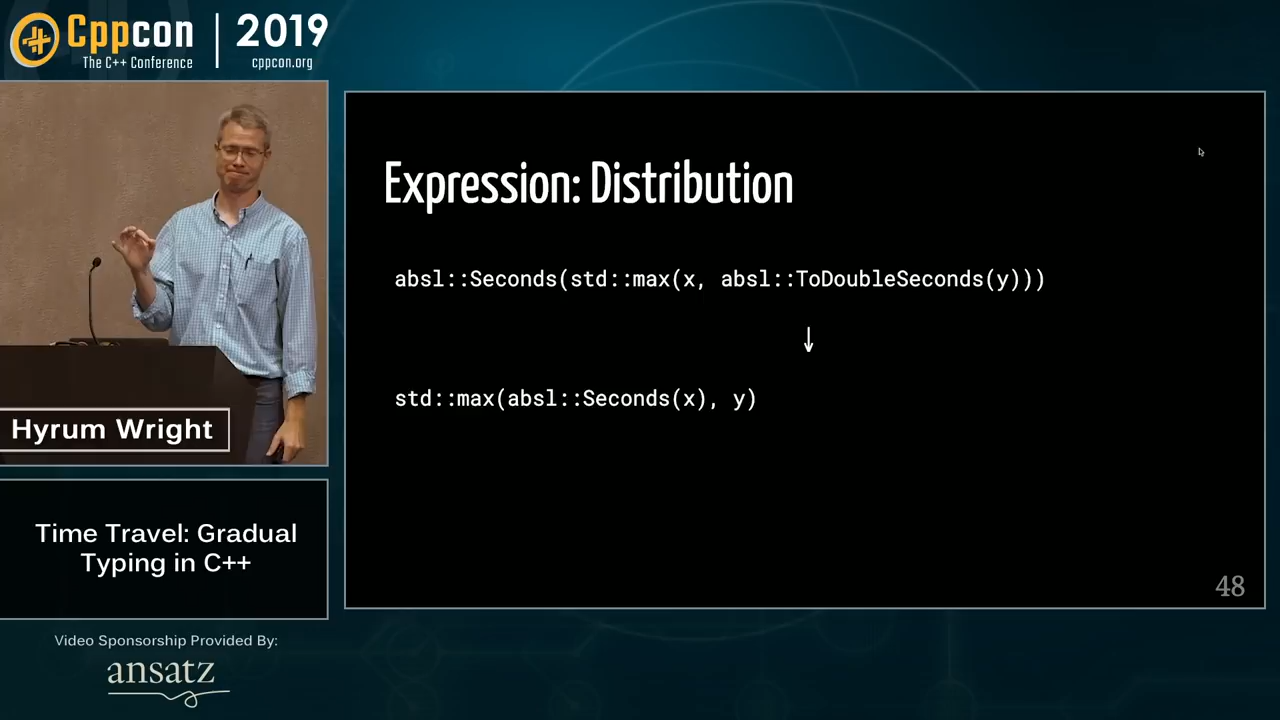 Cppcon | 2019
The C++ Conference
cppcon.org
Expression: Distribution
absl::Seconds(std::max(x, absl::ToDoubleSeconds(y)))
↓
std::max(absl::Seconds(x), y)
48
Hyrum Wright
Time Travel: Gradual
Typing in C++
Video Sponsorship Provided By:
ansatz